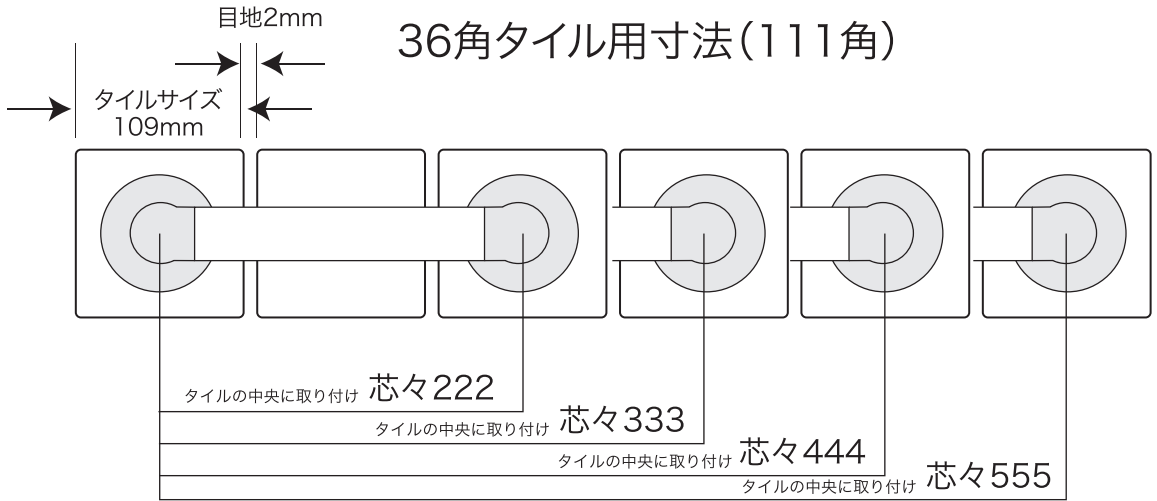 目地2mm
36角タイル用寸法(111角)
タイルサイズ
109mm
タイルの中央に取り付け 芯々222
タイルの中央に取り付け 芯々333
タイルの中央に取り付け 芯々444
タイルの中央に取り付け 芯々555